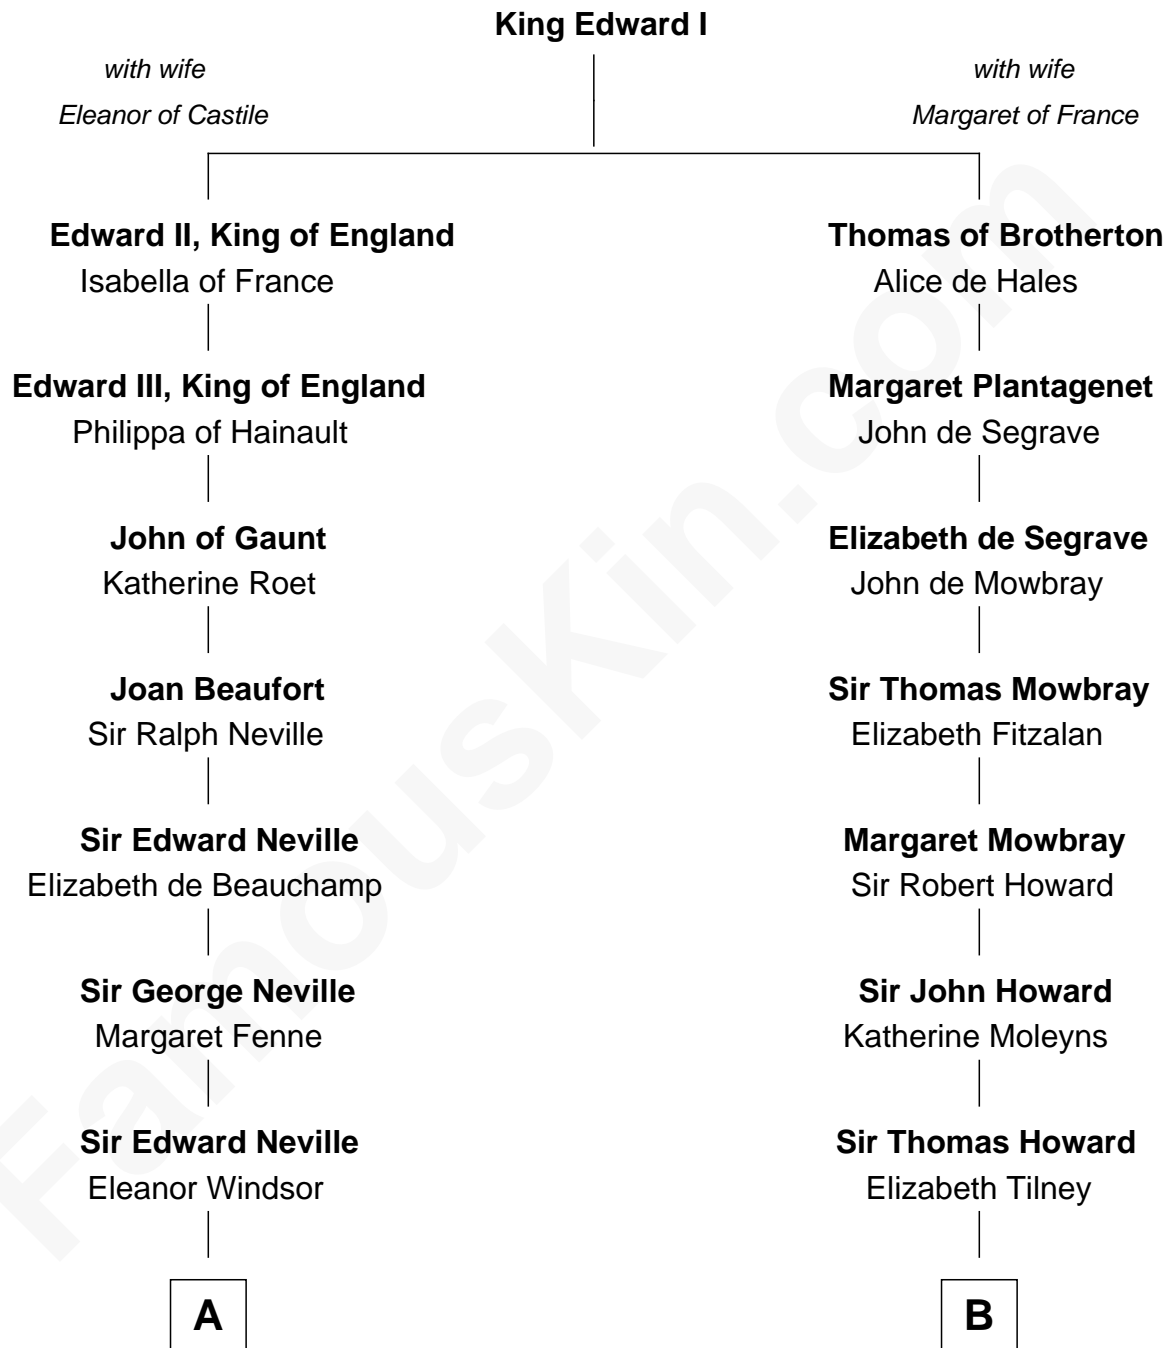 King Edward I
with wife
Eleanor of Castile
with wife
Margaret of France
Edward II, King of England
Isabella of France
Thomas of Brotherton
Alice de Hales
Edward III, King of England
Philippa of Hainault
Margaret Plantagenet
John de Segrave
John of Gaunt
Katherine Roet
Elizabeth de Segrave
John de Mowbray
Joan Beaufort
Sir Ralph Neville
Sir Thomas Mowbray
Elizabeth Fitzalan
Sir Edward Neville
Elizabeth de Beauchamp
Margaret Mowbray
Sir Robert Howard
Sir George Neville
Margaret Fenne
Sir John Howard
Katherine Moleyns
Sir Edward Neville
Eleanor Windsor
Sir Thomas Howard
Elizabeth Tilney
A
B
FamousKin.com